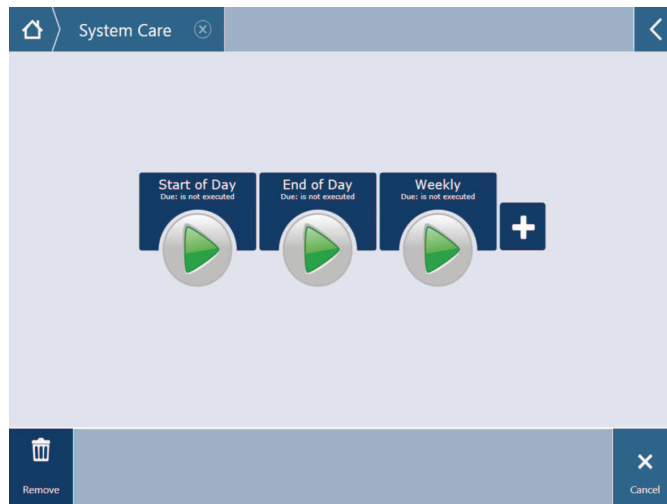 System Care
Start of Day
Due: is not executed
End of Day
Due: is not executed
Weekly
Due: is not executed
Remove
Cancel